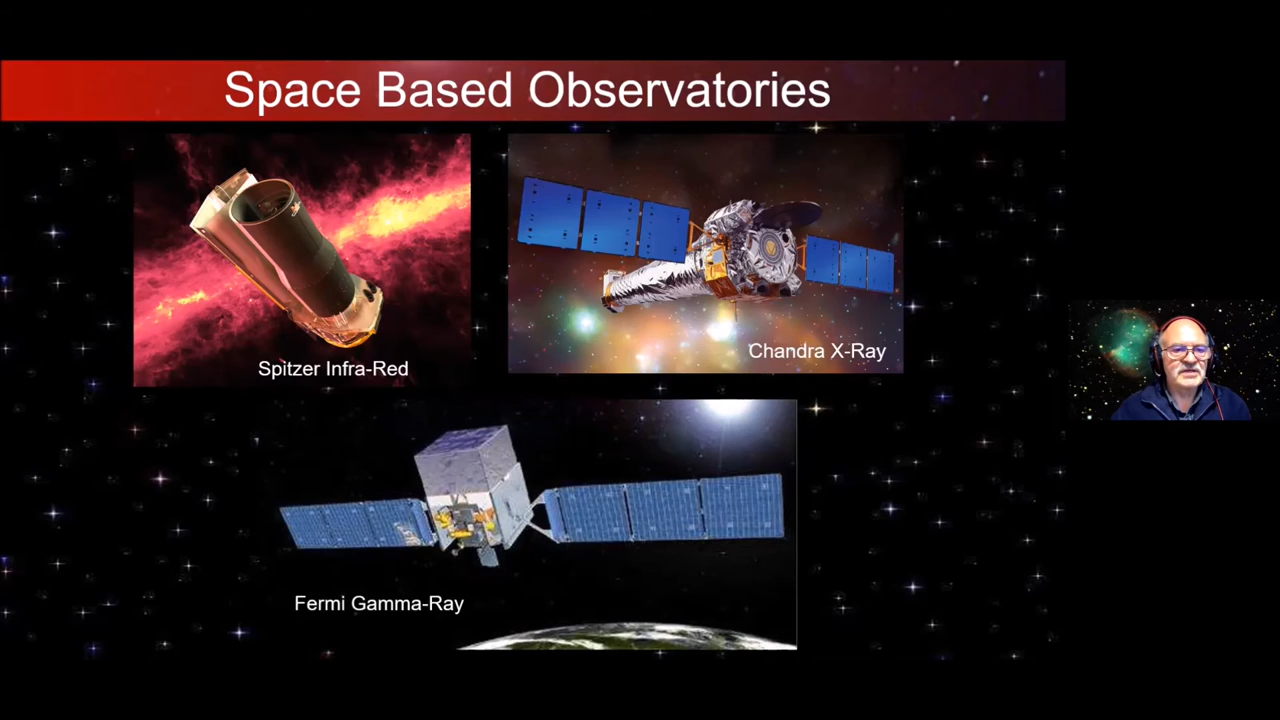 Space Based Observatories
Spitzer Infra-Red
Chandra X-Ray
Fermi Gamma-Ray